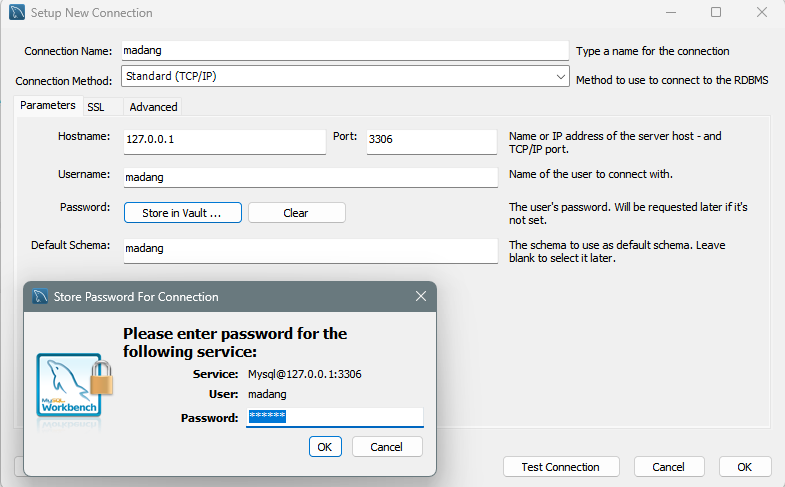 Setup New Connection
Connection Name: madang Type a name for the connection
Connection Method: Standard (TCP/IP) Method to use to connect to the RDBMS
Parameters SSL Advanced
Hostname: 127.0.0.1 Port: 3306 Name or IP address of the server host - and
TCP/IP port.
Username: madang Name of the user to connect with.
Password: Store in Vault ... Clear The user's password. Will be requested later if it's
not set.
Default Schema: madang The schema to use as default schema. Leave
blank to select it later.
Store Password For Connection
Please enter password for the
following service:
Service: Mysql@127.0.0.1:3306
User: madang
Password: ******
MySQL
Workbench
OK Cancel
Test Connection Cancel OK